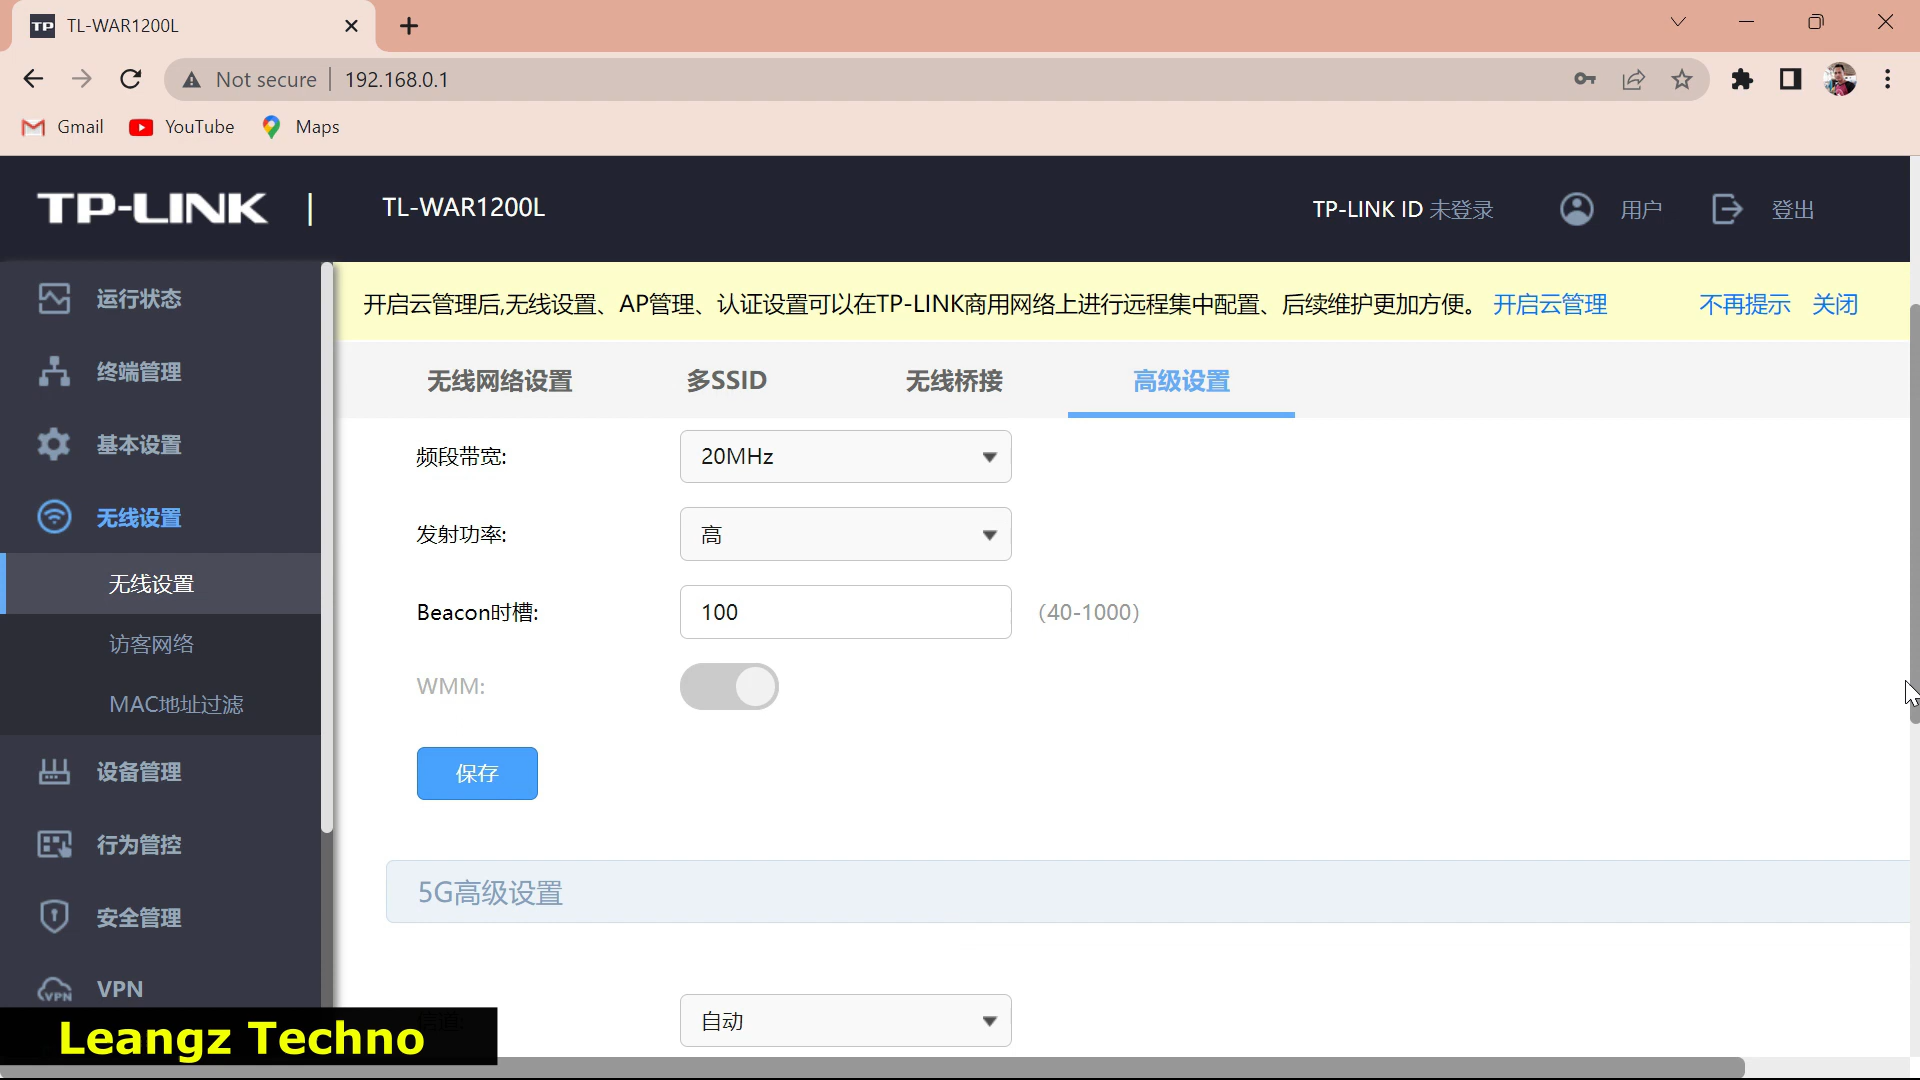 TP TL-WAR1200L
Not secure 192.168.0.1
Gmail YouTube Maps
TP-LINK | TL-WAR1200L TP-LINK ID 未登录 用户 登出
运行状态
终端管理
基本设置
无线设置
无线设置
访客网络
MAC地址过滤
设备管理
行为管控
安全管理
VPN VPN
开启云管理后,无线设置、AP管理、认证设置可以在TP-LINK商用网络上进行远程集中配置、后续维护更加方便。 开启云管理 不再提示 关闭
无线网络设置 多SSID 无线桥接 高级设置
频段带宽: 20MHz
发射功率: 高
Beacon时槽: 100 (40-1000)
WMM:
保存
5G高级设置
信道: 自动
Leangz Techno